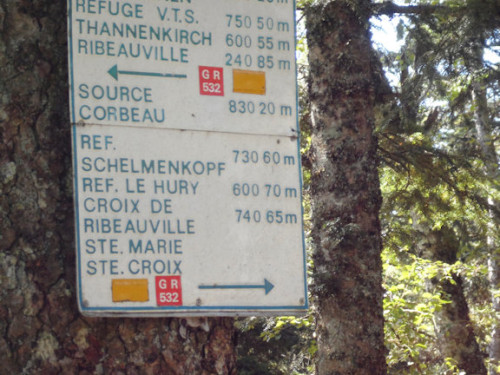 REFUGE V.T.S. 750 50 m
THANNENKIRCH 600 55 m
RIBEAUVILLE 240 85 m
GR
532
SOURCE
CORBEAU 830 20 m
REF.
SCHELMENKOPF 730 60 m
REF. LE HURY 600 70 m
CROIX DE
RIBEAUVILLE 740 65 m
STE. MARIE
STE. CROIX
GR
532